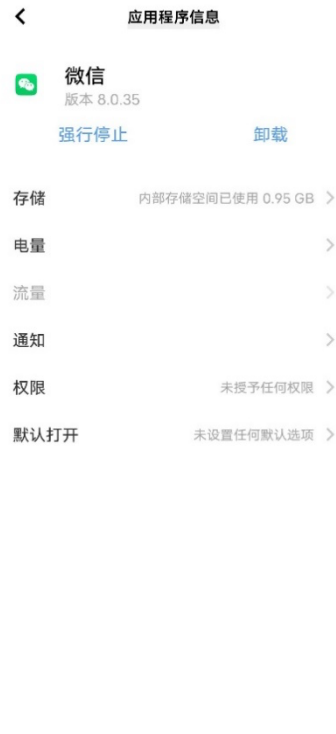 应用程序信息
微信
版本 8.0.35
强行停止 卸载
存储 内部存储空间已使用 0.95 GB
电量
流量
通知
权限 未授予任何权限
默认打开 未设置任何默认选项